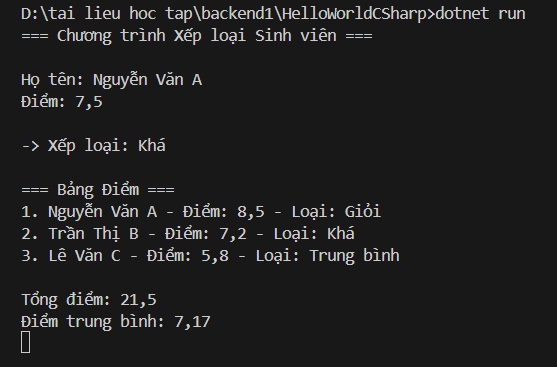 D:\tai lieu hoc tap\backend1\HelloWorldCSharp>dotnet run
=== Chương trình Xếp loại Sinh viên ===
Họ tên: Nguyễn Văn A
Điểm: 7,5
-> Xếp loại: Khá
=== Bảng Điểm ===
1. Nguyễn Văn A - Điểm: 8,5 - Loại: Giỏi
2. Trần Thị B - Điểm: 7,2 - Loại: Khá
3. Lê Văn C - Điểm: 5,8 - Loại: Trung bình
Tổng điểm: 21,5
Điểm trung bình: 7,17